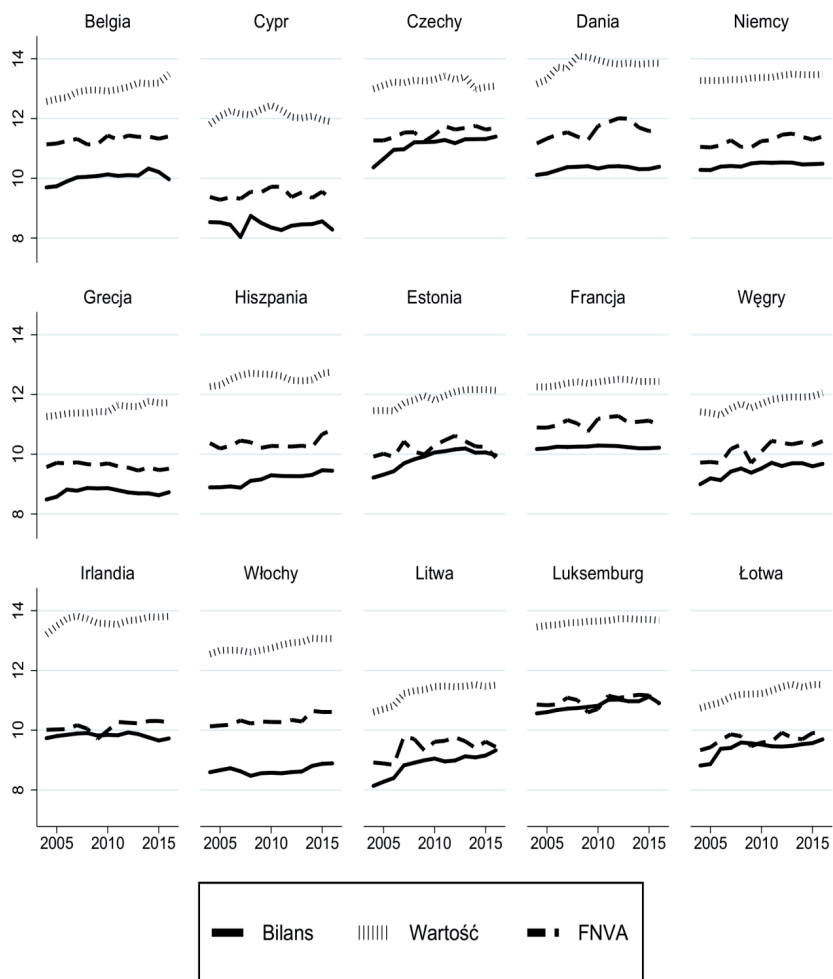 Belgia Cypr Czechy Dania Niemcy
14
12
10
8
Grecja Hiszpania Estonia Francja Węgry
14
12
10
8
Irlandia Włochy Litwa Luksemburg Łotwa
14
12
10
8
2005 2010 2015 2005 2010 2015 2005 2010 2015 2005 2010 2015 2005 2010 2015
Bilans Wartość FNVA